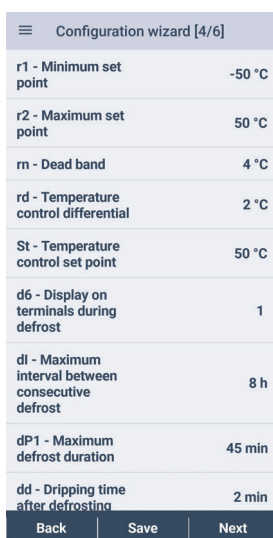 ≡ Configuration wizard [4/6]
r1 - Minimum set
point -50 °C
r2 - Maximum set
point 50 °C
rn - Dead band 4 °C
rd - Temperature
control differential 2 °C
St - Temperature
control set point 50 °C
d6 - Display on
terminals during
defrost 1
dI - Maximum
interval between
consecutive
defrost 8 h
dP1 - Maximum
defrost duration 45 min
dd - Dripping time
after defrosting 2 min
Back Save Next